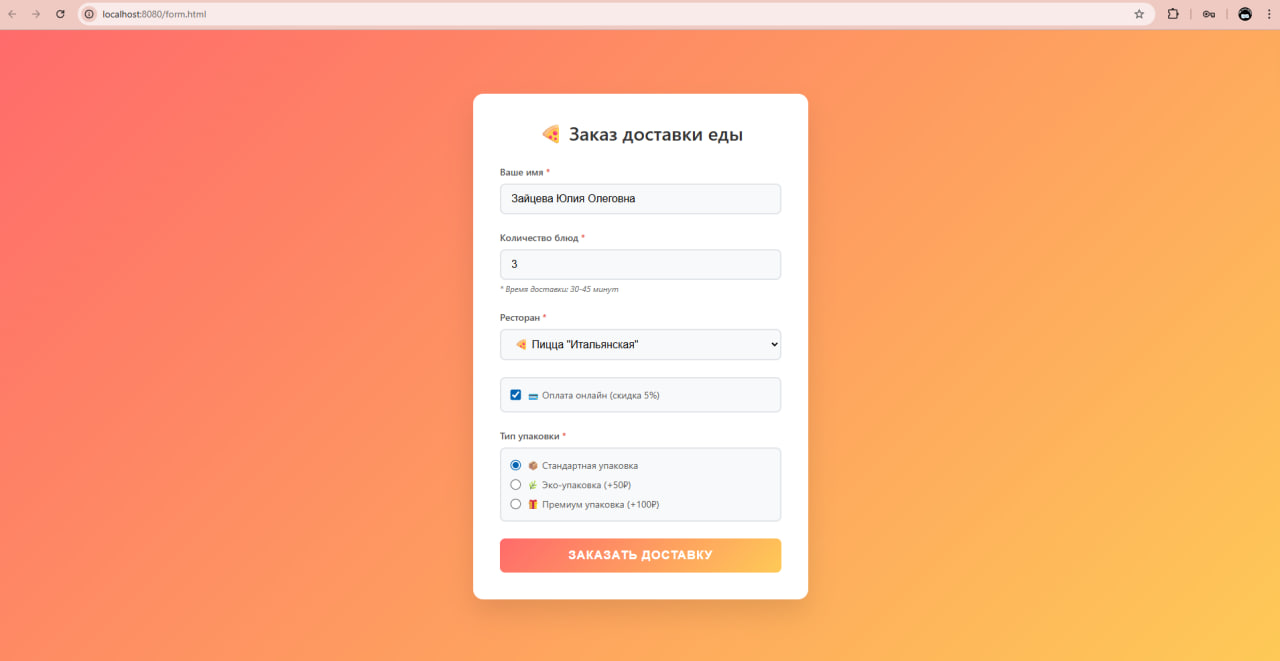 localhost:8080/form.html
🍕 Заказ доставки еды
Ваше имя *
Зайцева Юлия Олеговна
Количество блюд *
3
* Время доставки: 30-45 минут
Ресторан *
🍕 Пицца "Итальянская"
💳 Оплата онлайн (скидка 5%)
Тип упаковки *
📦 Стандартная упаковка
🌿 Эко-упаковка (+50₽)
🎁 Премиум упаковка (+100₽)
ЗАКАЗАТЬ ДОСТАВКУ